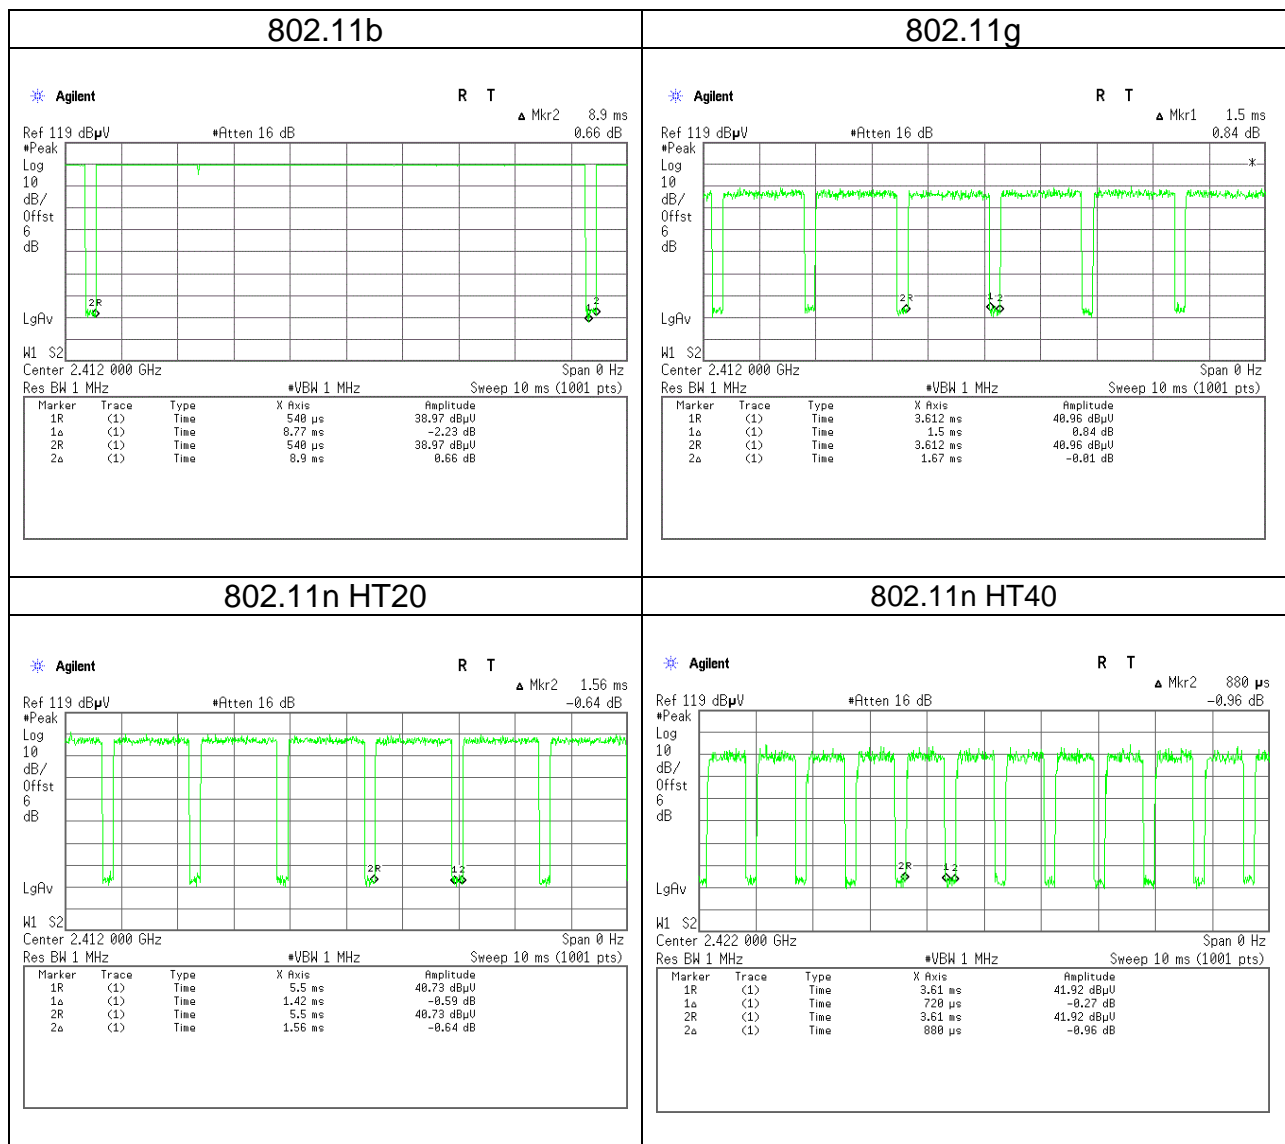 802.11b
Agilent
R T
Δ Mkr2 8.9 ms
Ref 119 dBµV #Atten 16 dB 0.66 dB
#Peak
Log
10
dB/
Offst
6
dB
2R
1 2
LgAv
W1 S2
Center 2.412 000 GHz Span 0 Hz
Res BW 1 MHz #VBW 1 MHz Sweep 10 ms (1001 pts)
Marker Trace Type X Axis Amplitude
1R (1) Time 540 µs 38.97 dBµV
1Δ (1) Time 8.77 ms -2.23 dB
2R (1) Time 540 µs 38.97 dBµV
2Δ (1) Time 8.9 ms 0.66 dB
802.11g
Agilent
R T
Δ Mkr1 1.5 ms
Ref 119 dBµV #Atten 16 dB 0.84 dB
#Peak
Log
10
dB/
Offst
6
dB
*
2R
1 2
LgAv
W1 S2
Center 2.412 000 GHz Span 0 Hz
Res BW 1 MHz #VBW 1 MHz Sweep 10 ms (1001 pts)
Marker Trace Type X Axis Amplitude
1R (1) Time 3.612 ms 40.96 dBµV
1Δ (1) Time 1.5 ms 0.84 dB
2R (1) Time 3.612 ms 40.96 dBµV
2Δ (1) Time 1.67 ms -0.01 dB
802.11n HT20
Agilent
R T
Δ Mkr2 1.56 ms
Ref 119 dBµV #Atten 16 dB -0.64 dB
#Peak
Log
10
dB/
Offst
6
dB
2R
1 2
LgAv
W1 S2
Center 2.412 000 GHz Span 0 Hz
Res BW 1 MHz #VBW 1 MHz Sweep 10 ms (1001 pts)
Marker Trace Type X Axis Amplitude
1R (1) Time 5.5 ms 40.73 dBµV
1Δ (1) Time 1.42 ms -0.59 dB
2R (1) Time 5.5 ms 40.73 dBµV
2Δ (1) Time 1.56 ms -0.64 dB
802.11n HT40
Agilent
R T
Δ Mkr2 880 µs
Ref 119 dBµV #Atten 16 dB -0.96 dB
#Peak
Log
10
dB/
Offst
6
dB
2R
1 2
LgAv
W1 S2
Center 2.422 000 GHz Span 0 Hz
Res BW 1 MHz #VBW 1 MHz Sweep 10 ms (1001 pts)
Marker Trace Type X Axis Amplitude
1R (1) Time 3.61 ms 41.92 dBµV
1Δ (1) Time 720 µs -0.27 dB
2R (1) Time 3.61 ms 41.92 dBµV
2Δ (1) Time 880 µs -0.96 dB